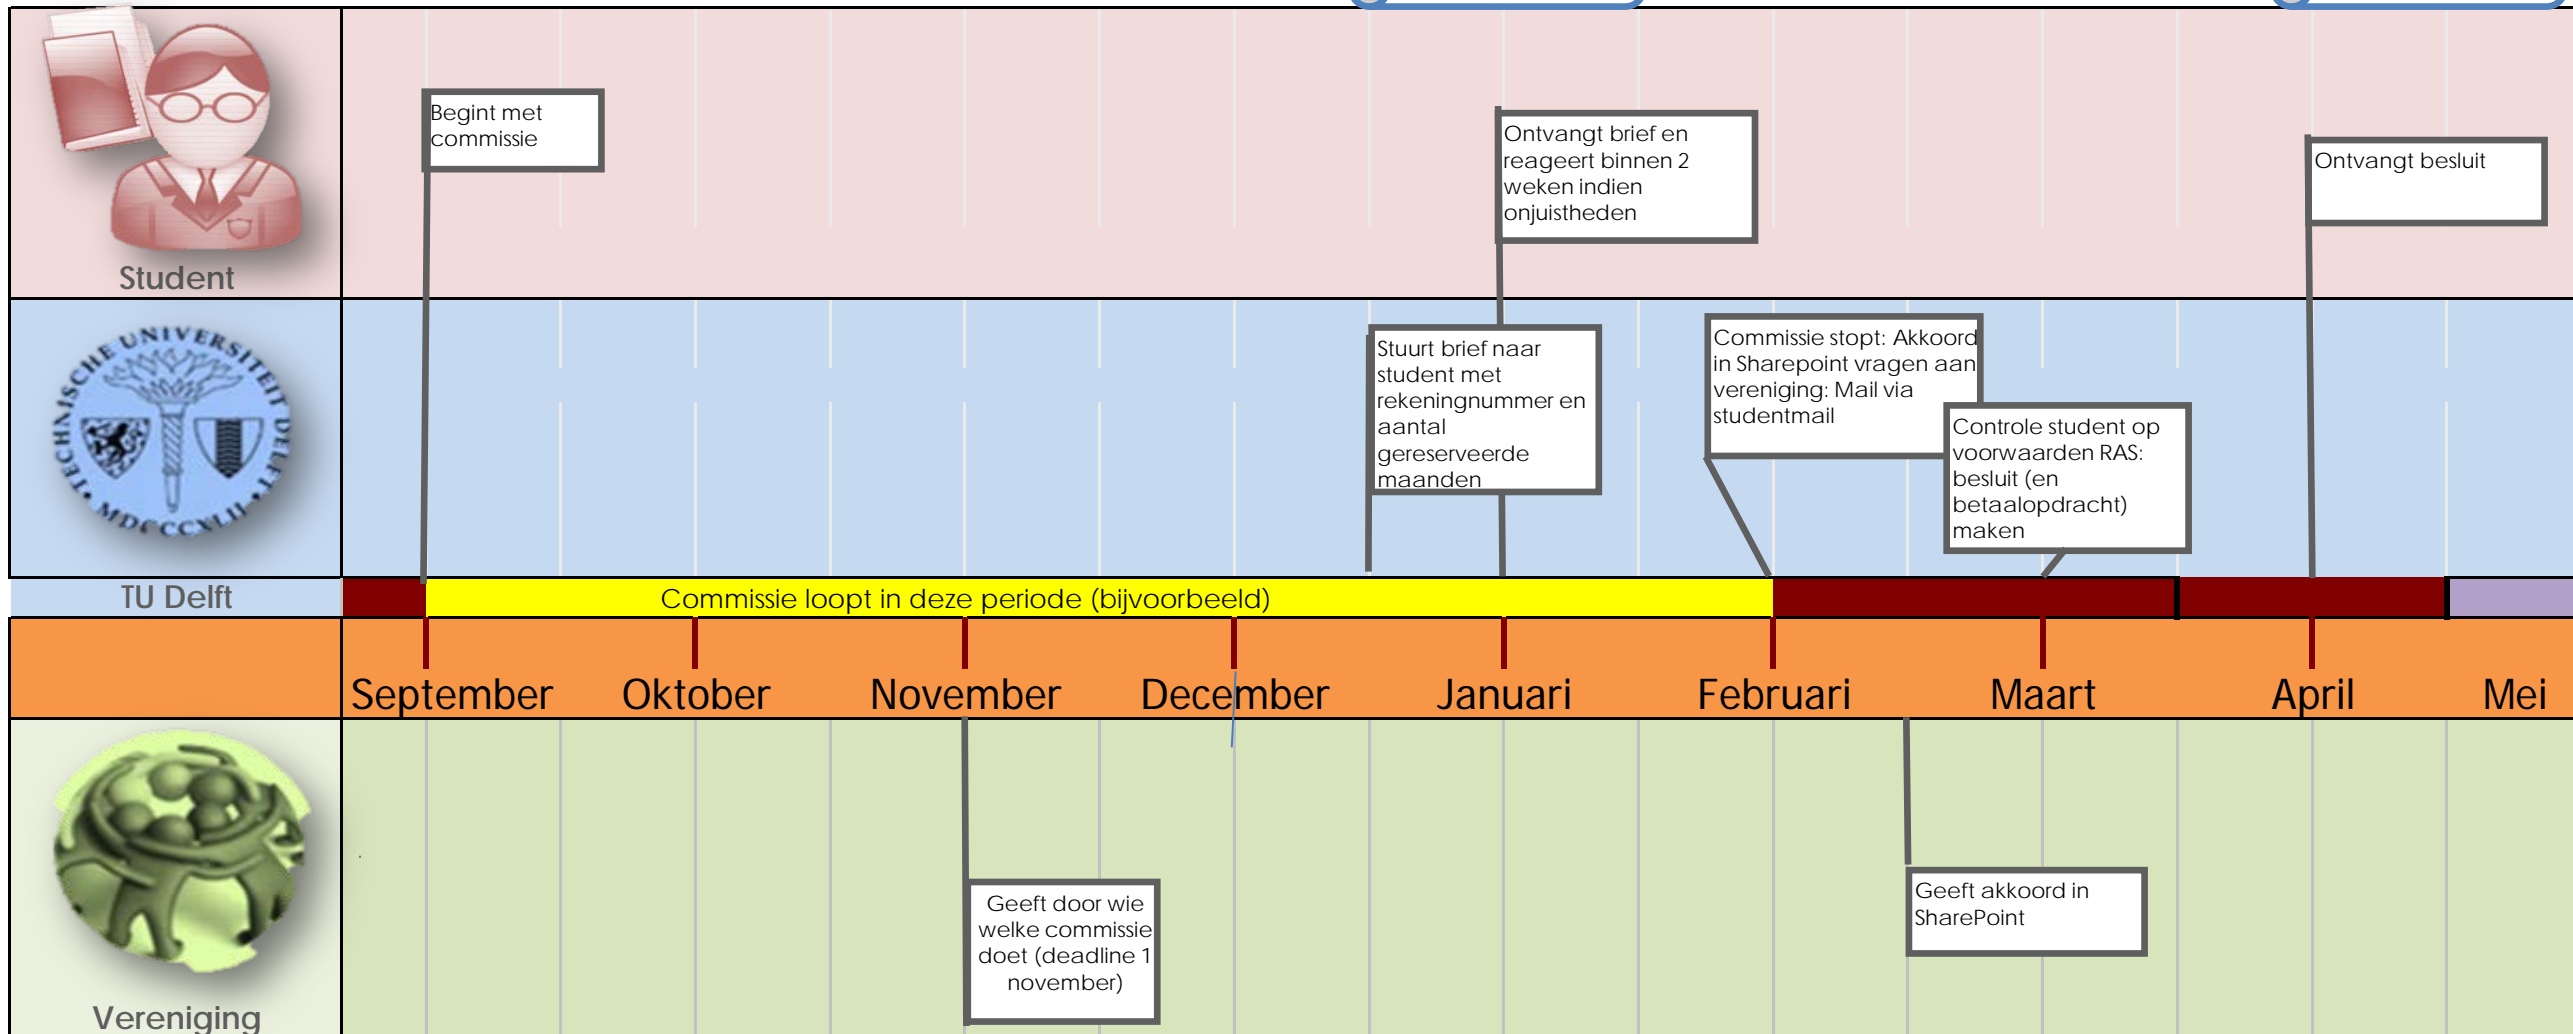 Begint met
commissie
Ontvangt brief en
reageert binnen 2
weken indien
onjuistheden
Ontvangt besluit
Student
TECHNISCHE UNIVERSITEIT DELFT
MDCCCXLII
Stuurt brief naar
student met
rekeningnummer en
aantal
gereserveerde
maanden
Commissie stopt: Akkoord
in Sharepoint vragen aan
vereniging: Mail via
studentmail
Controle student op
voorwaarden RAS:
besluit (en
betaalopdracht)
maken
TU Delft
Commissie loopt in deze periode (bijvoorbeeld)
September
Oktober
November
December
Januari
Februari
Maart
April
Mei
Geeft door wie
welke commissie
doet (deadline 1
november)
Geeft akkoord in
SharePoint
Vereniging